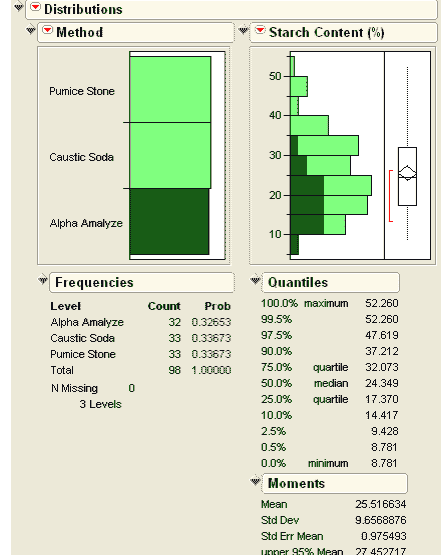 Distributions
Method
Pumice Stone
Caustic Soda
Alpha Amalyze
Frequencies
Level Count Prob
Alpha Amalyze 32 0.32653
Caustic Soda 33 0.33673
Pumice Stone 33 0.33673
Total 98 1.00000
N Missing 0
3 Levels
Starch Content (%)
50
40
30
20
10
Quantiles
100.0% maximum 52.260
99.5% 52.260
97.5% 47.619
90.0% 37.212
75.0% quartile 32.073
50.0% median 24.349
25.0% quartile 17.370
10.0% 14.417
2.5% 9.428
0.5% 8.781
0.0% minimum 8.781
Moments
Mean 25.516634
Std Dev 9.6568876
Std Err Mean 0.975493
upper 95% Mean 27.452717